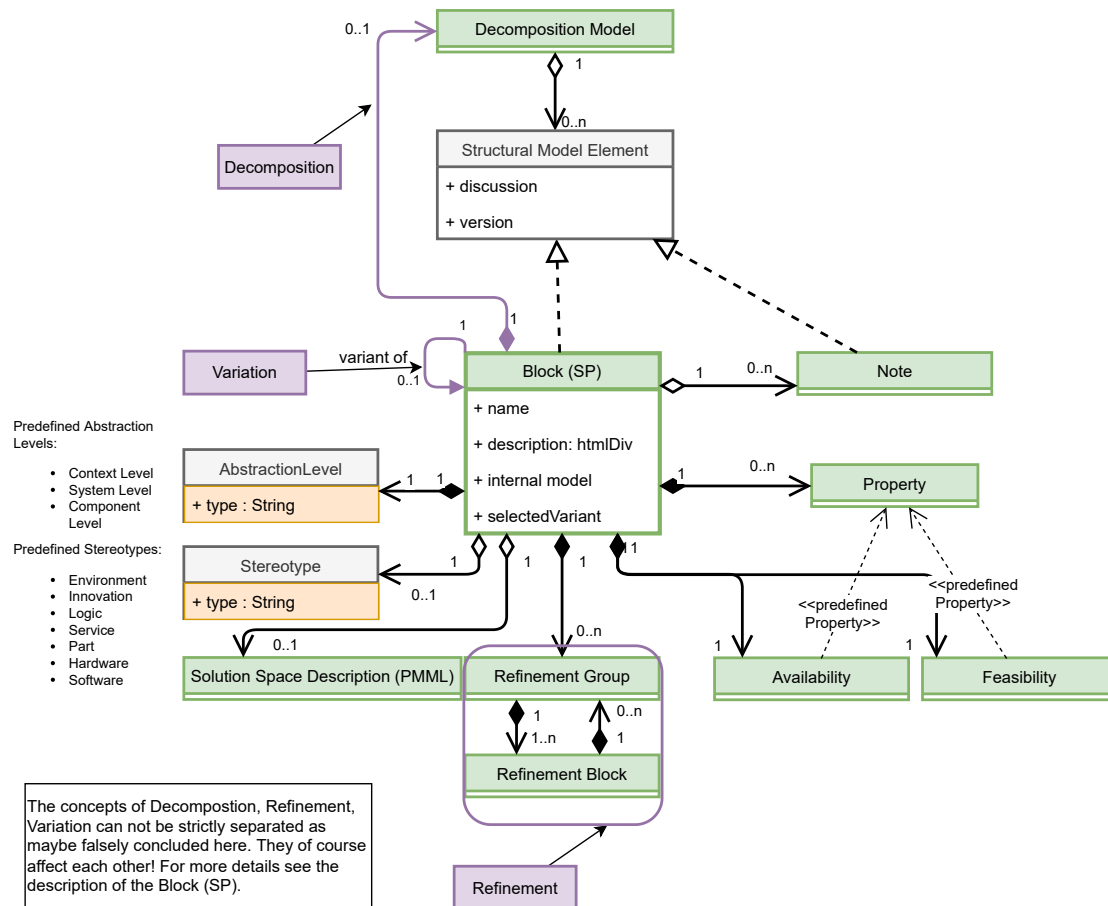 Decomposition Model
0..1
1
0..n
Structural Model Element
+ discussion
+ version
Decomposition
1
1
variant of
0..1
Variation
Block (SP)
+ name
+ description: htmlDiv
+ internal model
+ selectedVariant
1
0..n
Note
Predefined Abstraction
Levels:
• Context Level
• System Level
• Component
Level
Predefined Stereotypes:
• Environment
• Innovation
• Logic
• Service
• Part
• Hardware
• Software
AbstractionLevel
+ type : String
1
1
1
0..n
Property
Stereotype
+ type : String
1
0..1
1
0..1
1
0..n
1
1
<<predefined
Property>>
<<predefined
Property>>
1
1
Solution Space Description (PMML)
Refinement Group
Availability
Feasibility
1
1..n
0..n
1
Refinement Block
The concepts of Decompostion, Refinement,
Variation can not be strictly separated as
maybe falsely concluded here. They of course
affect each other! For more details see the
description of the Block (SP).
Refinement